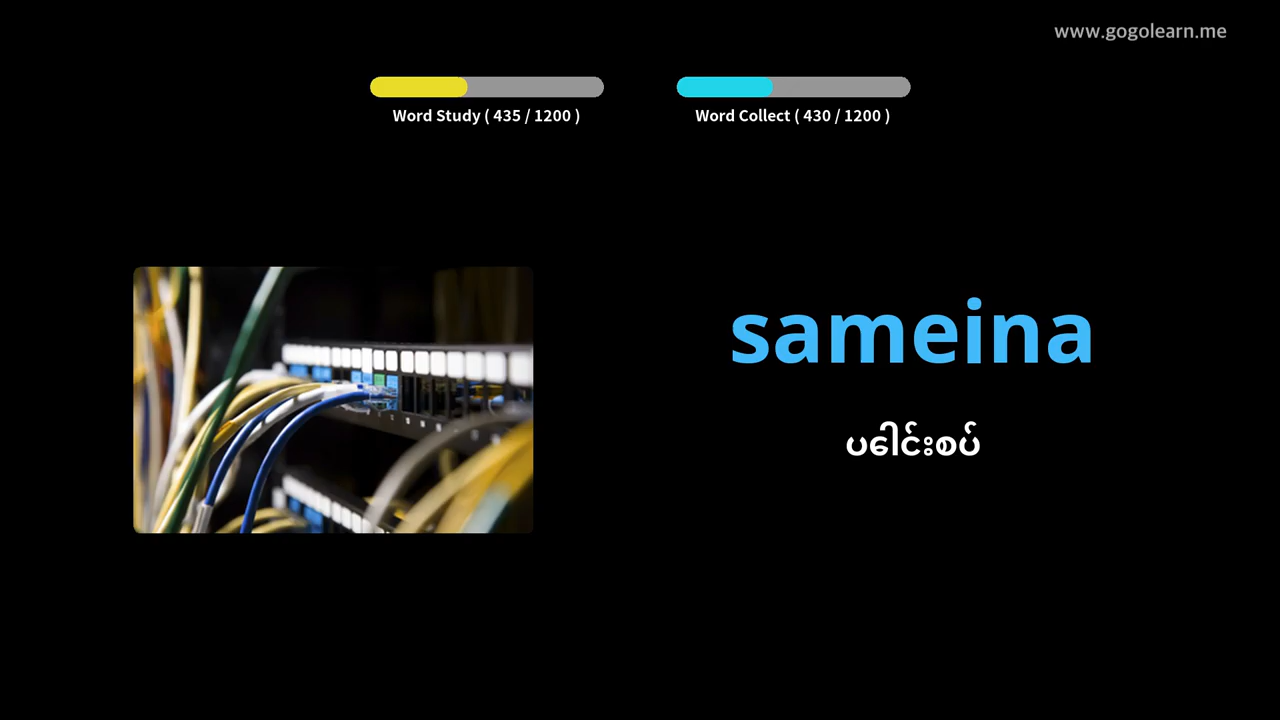 www.gogolearn.me
Word Study ( 435 / 1200 )
Word Collect ( 430 / 1200 )
sameina
ပေါင်းစပ်